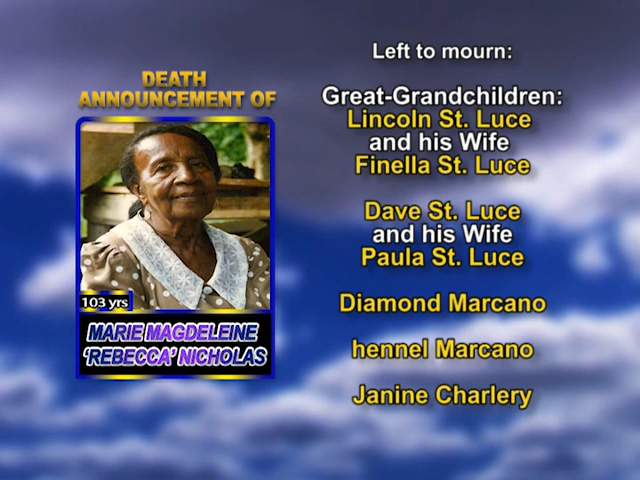 DEATH
ANNOUNCEMENT OF
103 yrs
MARIE MAGDELEINE
'REBECCA' NICHOLAS
Left to mourn:
Great-Grandchildren:
Lincoln St. Luce
and his Wife
Finella St. Luce
Dave St. Luce
and his Wife
Paula St. Luce
Diamond Marcano
hennel Marcano
Janine Charlery